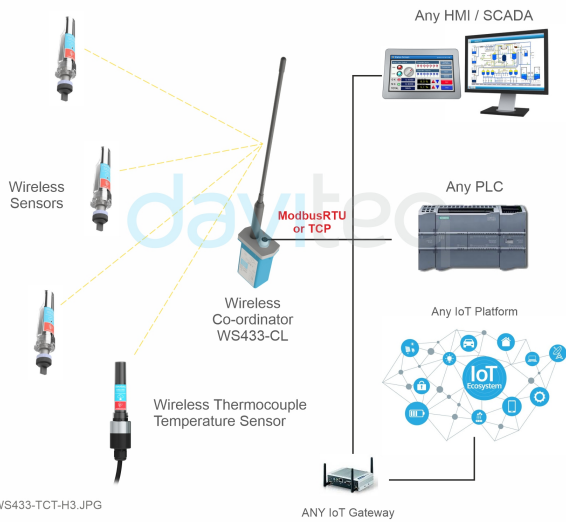 Any HMI / SCADA
Wireless
Sensors
davitec
ModbusRTU
or TCP
Any PLC
Wireless
Co-ordinator
WS433-CL
Any IoT Platform
IoT
Ecosystem
Wireless Thermocouple
Temperature Sensor
WS433-TCT-H3.JPG
ANY IoT Gateway